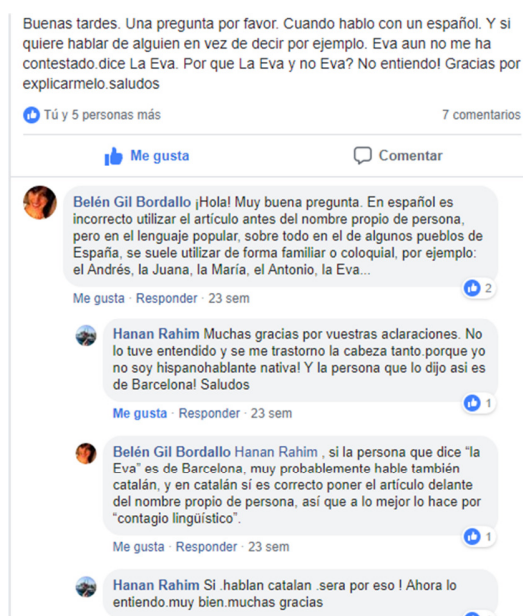 Buenas tardes. Una pregunta por favor. Cuando hablo con un español. Y si
quiere hablar de alguien en vez de decir por ejemplo. Eva aun no me ha
contestado.dice La Eva. Por que La Eva y no Eva? No entiendo! Gracias por
explicarmelo.saludos
Tú y 5 personas más 7 comentarios
Me gusta Comentar
Belén Gil Bordallo ¡Hola! Muy buena pregunta. En español es
incorrecto utilizar el artículo antes del nombre propio de persona,
pero en el lenguaje popular, sobre todo en el de algunos pueblos de
España, se suele utilizar de forma familiar o coloquial, por ejemplo:
el Andrés, la Juana, la María, el Antonio, la Eva...
2
Me gusta · Responder · 23 sem
Hanan Rahim Muchas gracias por vuestras aclaraciones. No
lo tuve entendido y se me trastorno la cabeza tanto.porque yo
no soy hispanohablante nativa! Y la persona que lo dijo asi es
de Barcelona! Saludos
1
Me gusta · Responder · 23 sem
Belén Gil Bordallo Hanan Rahim , si la persona que dice “la
Eva” es de Barcelona, muy probablemente hable también
catalán, y en catalán sí es correcto poner el artículo delante
del nombre propio de persona, así que a lo mejor lo hace por
“contagio lingüístico”.
1
Me gusta · Responder · 23 sem
Hanan Rahim Si .hablan catalan .sera por eso ! Ahora lo
entiendo.muy bien.muchas gracias